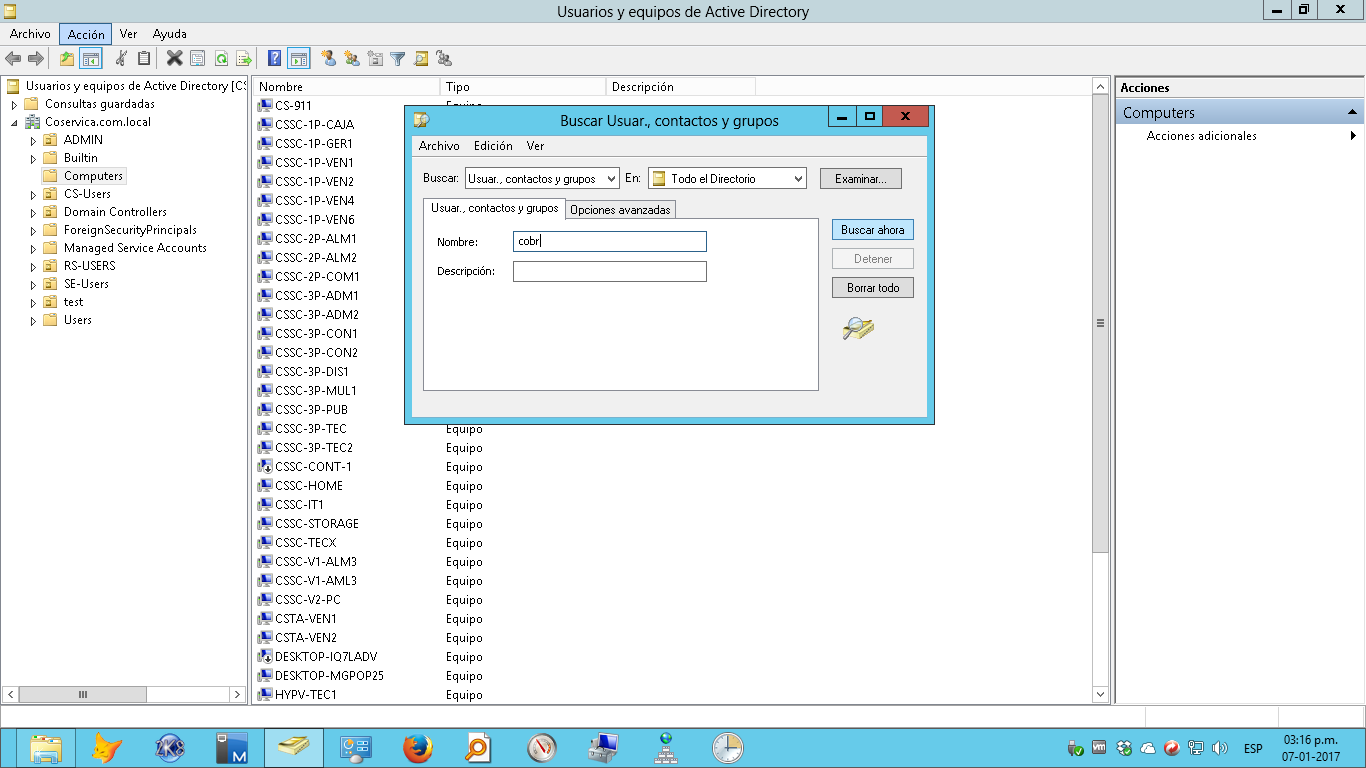 Usuarios y equipos de Active Directory
Archivo Acción Ver Ayuda
Usuarios y equipos de Active Directory [CS
Consultas guardadas
Coservica.com.local
ADMIN
Builtin
Computers
CS-Users
Domain Controllers
ForeignSecurityPrincipals
Managed Service Accounts
RS-USERS
SE-Users
test
Users
Nombre Tipo Descripción
CS-911 Equipo
CSSC-1P-CAJA
CSSC-1P-GER1
CSSC-1P-VEN1
CSSC-1P-VEN2
CSSC-1P-VEN4
CSSC-1P-VEN6
CSSC-2P-ALM1
CSSC-2P-ALM2
CSSC-2P-COM1
CSSC-3P-ADM1
CSSC-3P-ADM2
CSSC-3P-CON1
CSSC-3P-CON2
CSSC-3P-DIS1
CSSC-3P-MUL1
CSSC-3P-PUB
CSSC-3P-TEC Equipo
CSSC-3P-TEC2 Equipo
CSSC-CONT-1 Equipo
CSSC-HOME Equipo
CSSC-IT1 Equipo
CSSC-STORAGE Equipo
CSSC-TECX Equipo
CSSC-V1-ALM3 Equipo
CSSC-V1-AML3 Equipo
CSSC-V2-PC Equipo
CSTA-VEN1 Equipo
CSTA-VEN2 Equipo
DESKTOP-IQ7LADV Equipo
DESKTOP-MGPOP25 Equipo
HYPV-TEC1 Equipo
Buscar Usuar., contactos y grupos
Archivo Edición Ver
Buscar: Usuar., contactos y grupos En: Todo el Directorio Examinar...
Usuar., contactos y grupos Opciones avanzadas
Nombre: cobr
Descripción:
Buscar ahora
Detener
Borrar todo
Acciones
Computers
Acciones adicionales
ZK8
M
vm
ESP
03:16 p.m.
07-01-2017